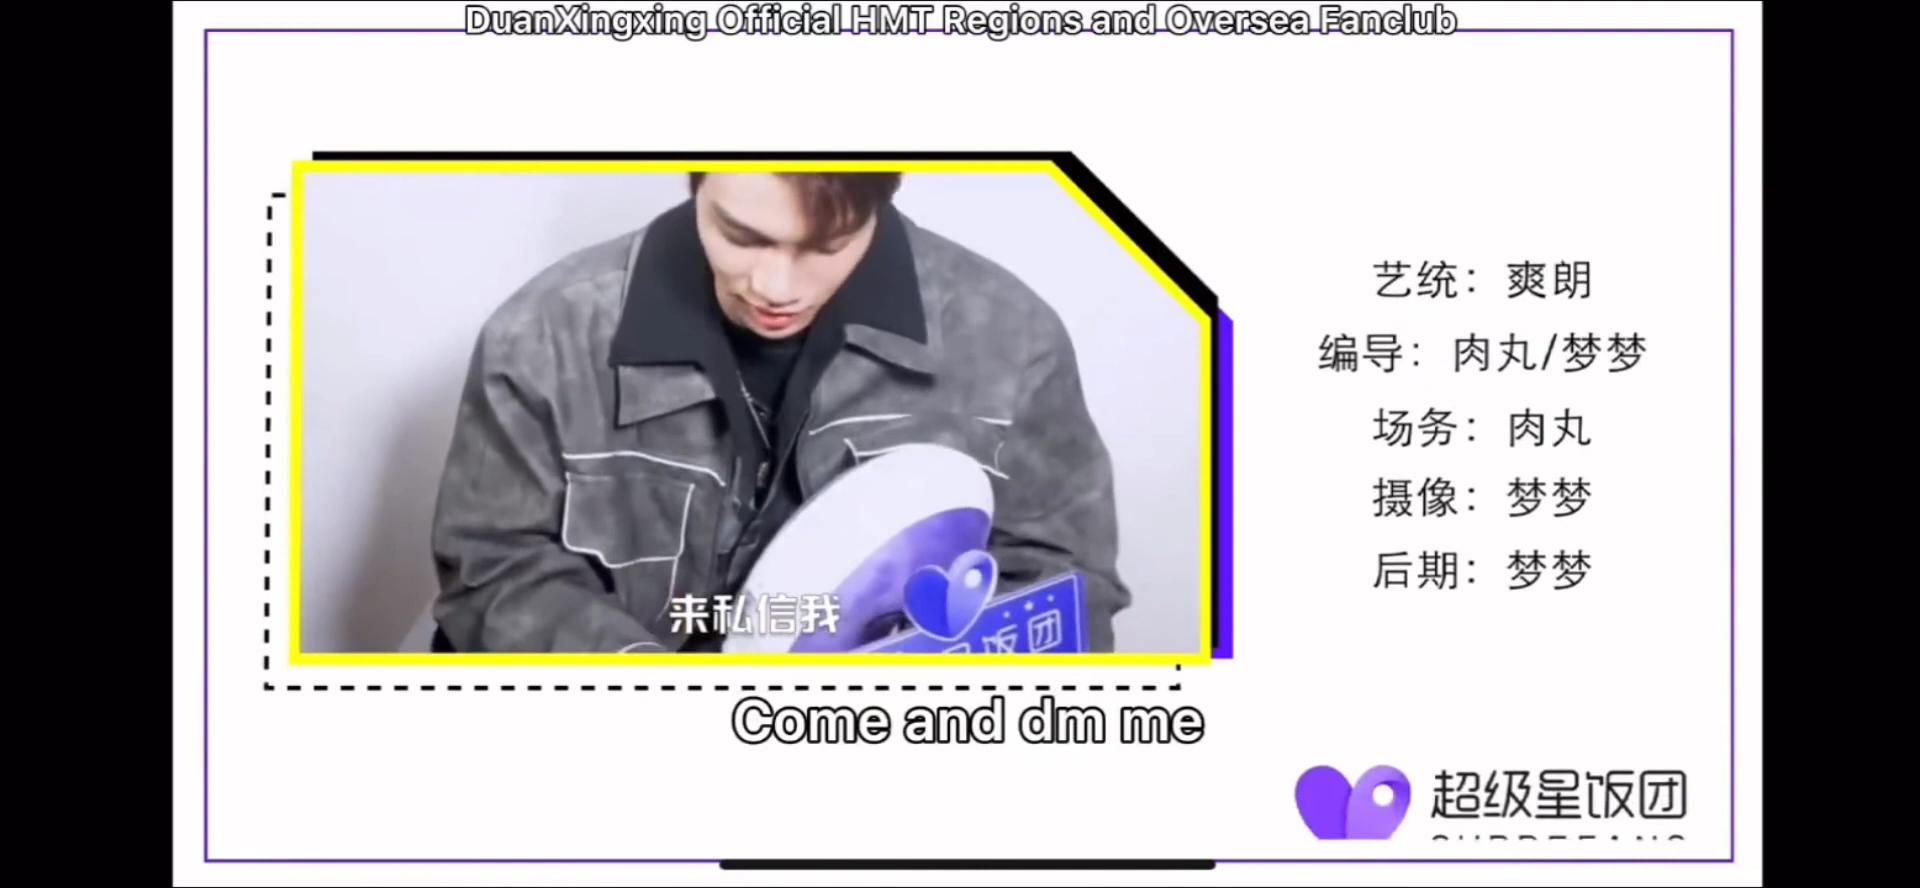 DuanXingxing Official HMT Regions and Oversea Fanclub
艺统：爽朗
编导：肉丸/梦梦
场务：肉丸
摄像：梦梦
后期：梦梦
来私信我
饭团
Come and dm me
超级星饭团